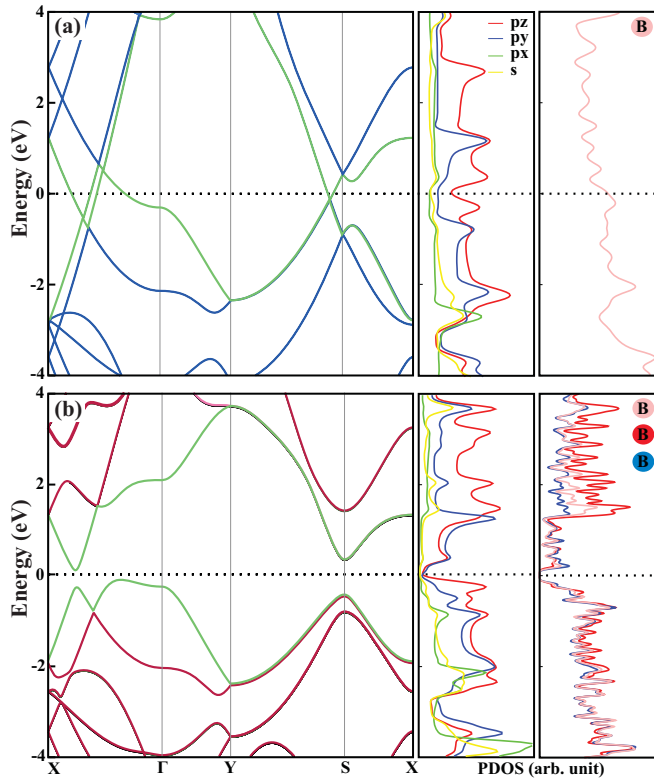 (a)
Energy (eV)
4
2
0
-2
-4
pz
py
px
s
B
(b)
Energy (eV)
4
2
0
-2
-4
B
B
B
X Γ Y S X
PDOS (arb. unit)